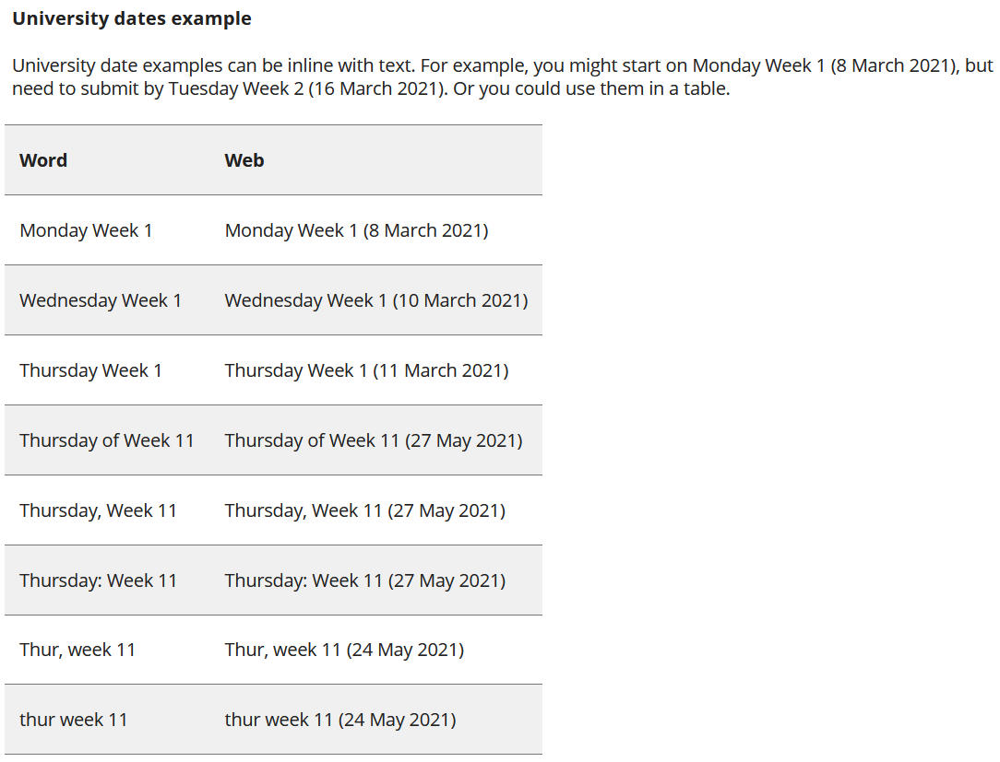 University dates example
University date examples can be inline with text. For example, you might start on Monday Week 1 (8 March 2021), but
need to submit by Tuesday Week 2 (16 March 2021). Or you could use them in a table.
Word Web
Monday Week 1 Monday Week 1 (8 March 2021)
Wednesday Week 1 Wednesday Week 1 (10 March 2021)
Thursday Week 1 Thursday Week 1 (11 March 2021)
Thursday of Week 11 Thursday of Week 11 (27 May 2021)
Thursday, Week 11 Thursday, Week 11 (27 May 2021)
Thursday: Week 11 Thursday: Week 11 (27 May 2021)
Thur, week 11 Thur, week 11 (24 May 2021)
thur week 11 thur week 11 (24 May 2021)